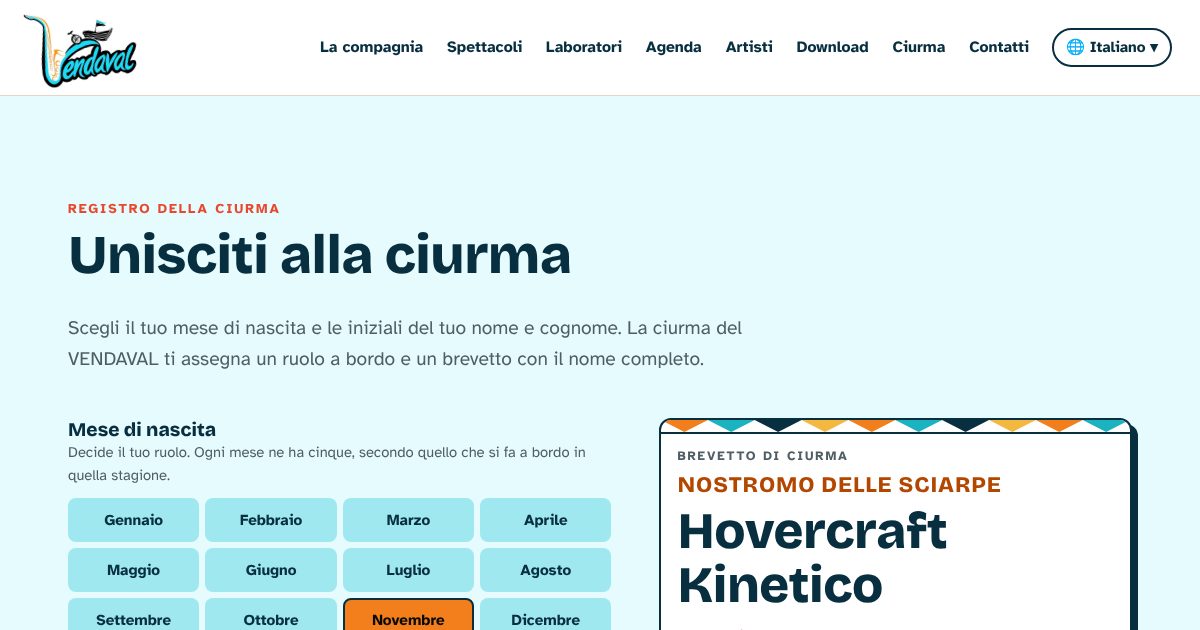 Vendaval
La compagnia Spettacoli Laboratori Agenda Artisti Download Ciurma Contatti 🌐 Italiano ▾
REGISTRO DELLA CIURMA
Unisciti alla ciurma
Scegli il tuo mese di nascita e le iniziali del tuo nome e cognome. La ciurma del
VENDAVAL ti assegna un ruolo a bordo e un brevetto con il nome completo.
Mese di nascita
Decide il tuo ruolo. Ogni mese ne ha cinque, secondo quello che si fa a bordo in
quella stagione.
Gennaio Febbraio Marzo Aprile
Maggio Giugno Luglio Agosto
Settembre Ottobre Novembre Dicembre
BREVETTO DI CIURMA
NOSTROMO DELLE SCIARPE
Hovercraft
Kinetico